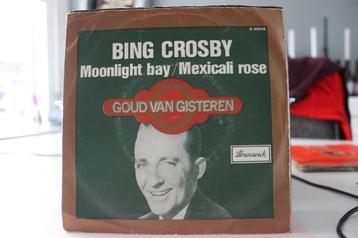 BING CROSBY
Moonlight bay/Mexicali rose
GOUD VAN GISTEREN
Brunswick